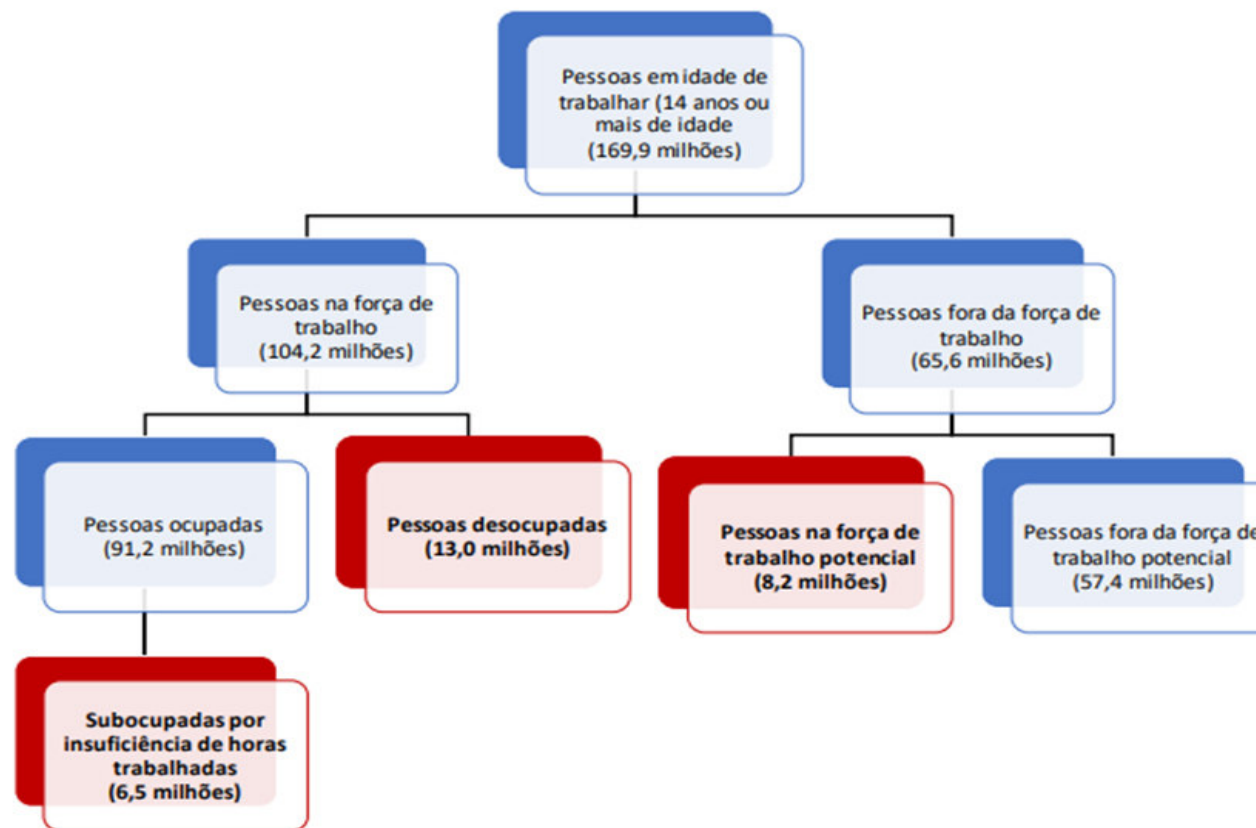 Pessoas em idade de
trabalhar (14 anos ou
mais de idade
(169,9 milhões)
Pessoas na força de
trabalho
(104,2 milhões)
Pessoas fora da força de
trabalho
(65,6 milhões)
Pessoas ocupadas
(91,2 milhões)
Pessoas desocupadas
(13,0 milhões)
Pessoas na força de
trabalho potencial
(8,2 milhões)
Pessoas fora da força de
trabalho potencial
(57,4 milhões)
Subocupadas por
insuficiência de horas
trabalhadas
(6,5 milhões)